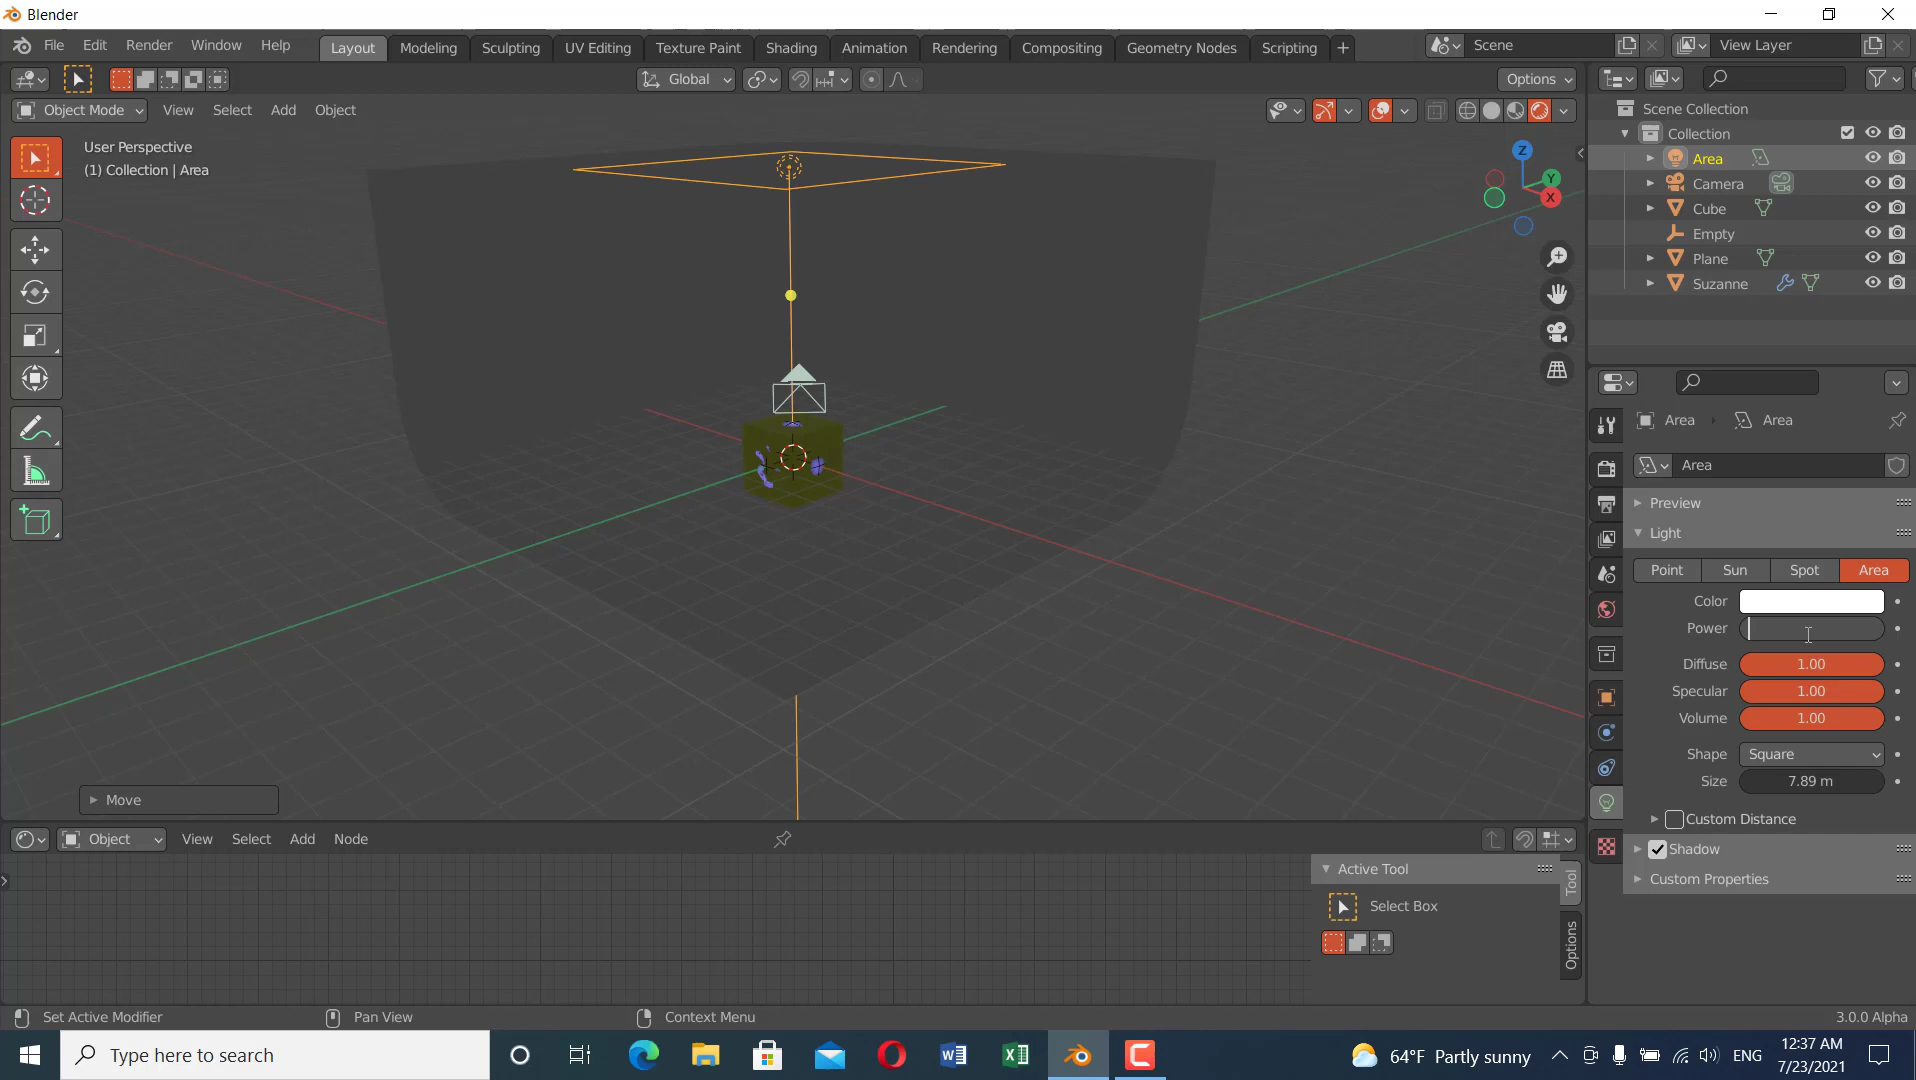 Blender
File Edit Render Window Help Layout Modeling Sculpting UV Editing Texture Paint Shading Animation Rendering Compositing Geometry Nodes Scripting + Scene View Layer
Global Options
Object Mode View Select Add Object
User Perspective
(1) Collection | Area
Z
Y
X
Move
Scene Collection
Collection
Area
Camera
Cube
Empty
Plane
Suzanne
Area Area
Area
Preview
Light
Point Sun Spot Area
Color
Power
Diffuse 1.00
Specular 1.00
Volume 1.00
Shape Square
Size 7.89 m
Custom Distance
Shadow
Custom Properties
Object View Select Add Node
Active Tool
Select Box
Tool
Options
Set Active Modifier Pan View Context Menu 3.0.0 Alpha
Type here to search
64°F Partly sunny ENG
12:37 AM
7/23/2021